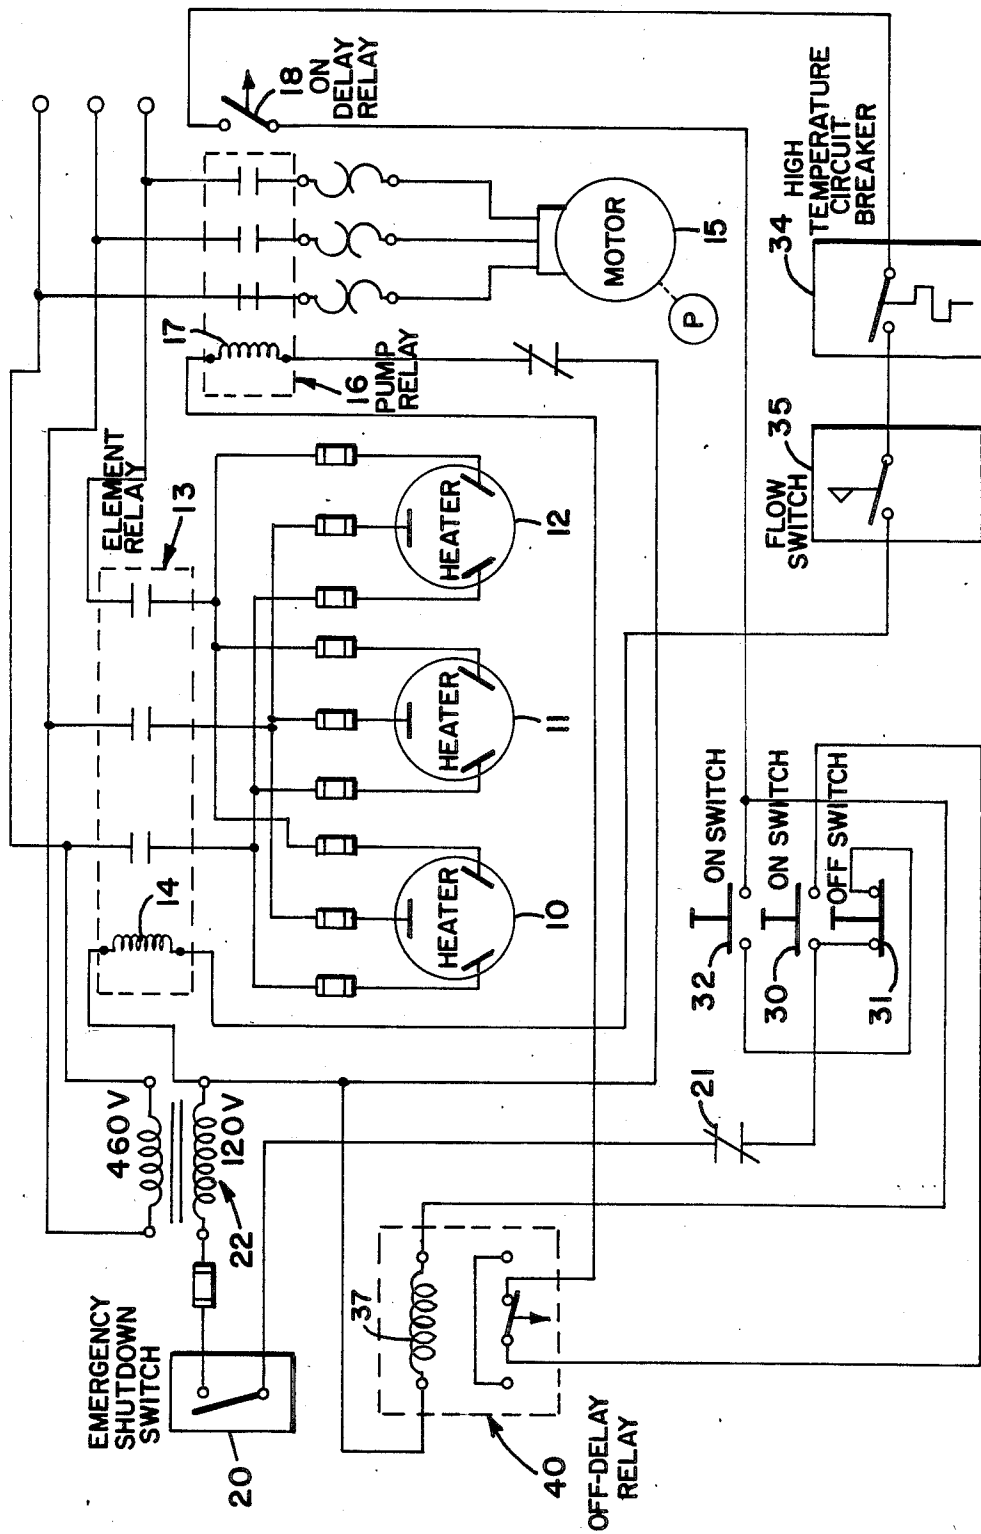 EMERGENCY
SHUTDOWN
SWITCH
20
460V
120V
22
14
ELEMENT
RELAY
13
17
16
PUMP
RELAY
18
ON
DELAY
RELAY
HEATER
10
HEATER
11
HEATER
12
MOTOR
15
P
37
40
OFF-DELAY
RELAY
21
32
ON SWITCH
30
ON SWITCH
31
OFF SWITCH
FLOW
SWITCH
35
34
HIGH
TEMPERATURE
CIRCUIT
BREAKER